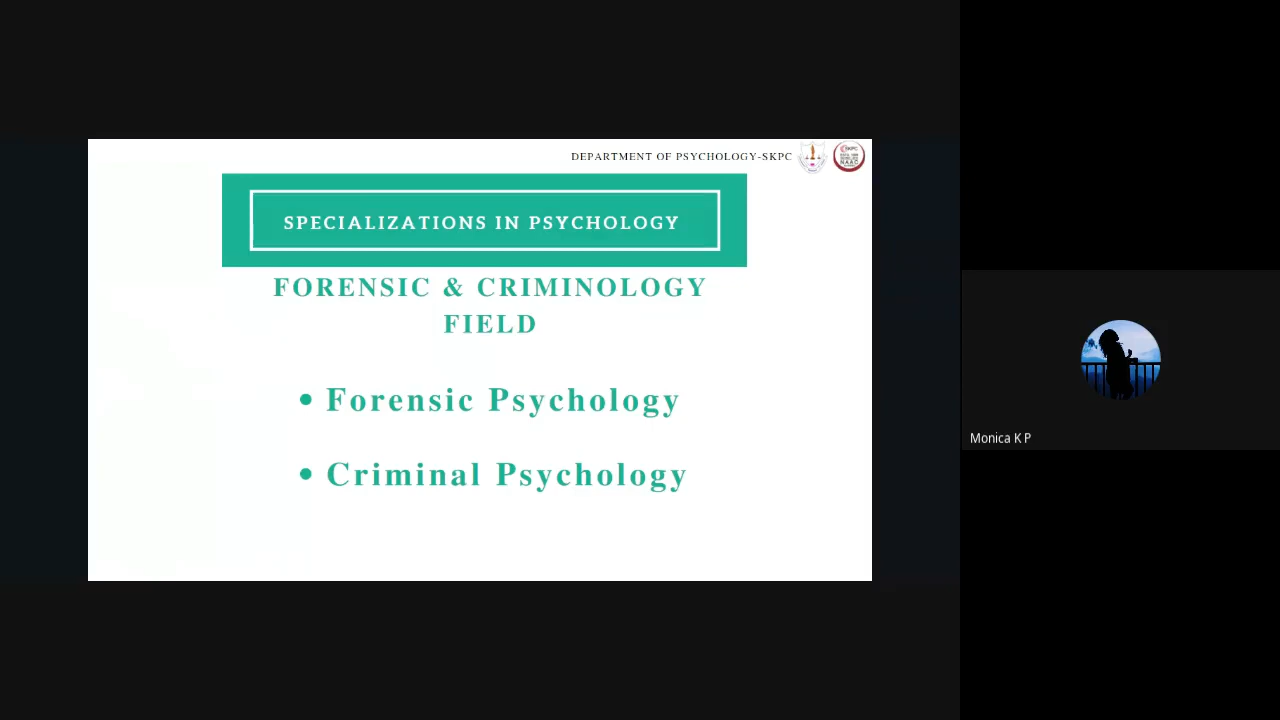 DEPARTMENT OF PSYCHOLOGY-SKPC
SPECIALIZATIONS IN PSYCHOLOGY
FORENSIC & CRIMINOLOGY
FIELD
• Forensic Psychology
• Criminal Psychology
Monica K P